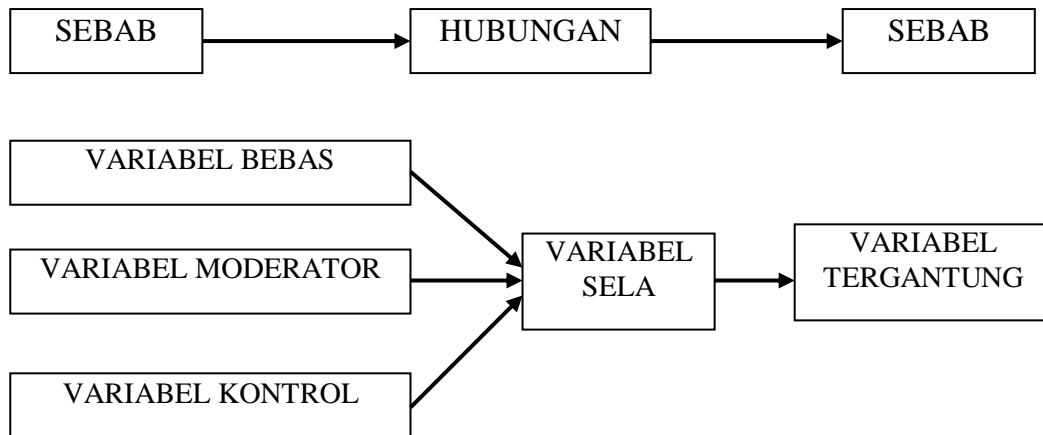 SEBAB
HUBUNGAN
SEBAB
VARIABEL BEBAS
VARIABEL MODERATOR
VARIABEL KONTROL
VARIABEL
SELA
VARIABEL
TERGANTUNG